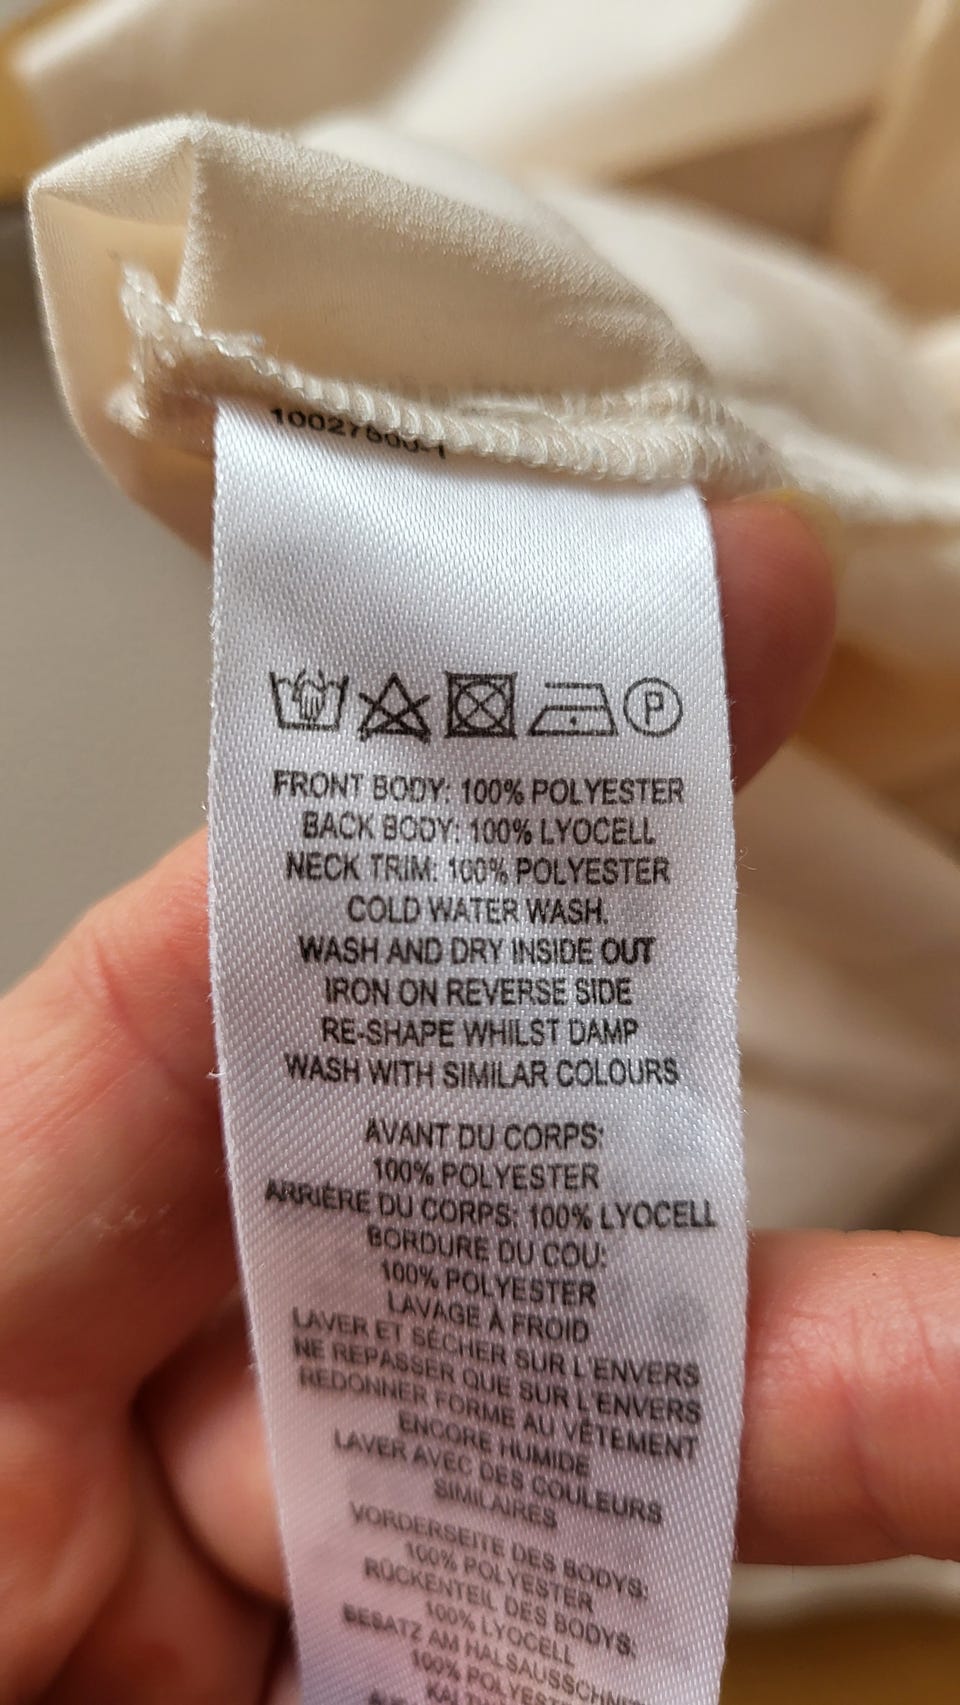 P
FRONT BODY: 100% POLYESTER
BACK BODY: 100% LYOCELL
NECK TRIM: 100% POLYESTER
COLD WATER WASH.
WASH AND DRY INSIDE OUT
IRON ON REVERSE SIDE
RE-SHAPE WHILST DAMP
WASH WITH SIMILAR COLOURS
AVANT DU CORPS:
100% POLYESTER
ARRIÈRE DU CORPS: 100% LYOCELL
BORDURE DU COU:
100% POLYESTER
LAVAGE À FROID
LAVER ET SÉCHER SUR L'ENVERS
NE REPASSER QUE SUR L'ENVERS
REDONNER FORME AU VÊTEMENT
ENCORE HUMIDE
LAVER AVEC DES COULEURS
SIMILAIRES
VORDERSEITE DES BODYS:
100% POLYESTER
RÜCKENTEIL DES BODYS:
100% LYOCELL
BESATZ AM
100%